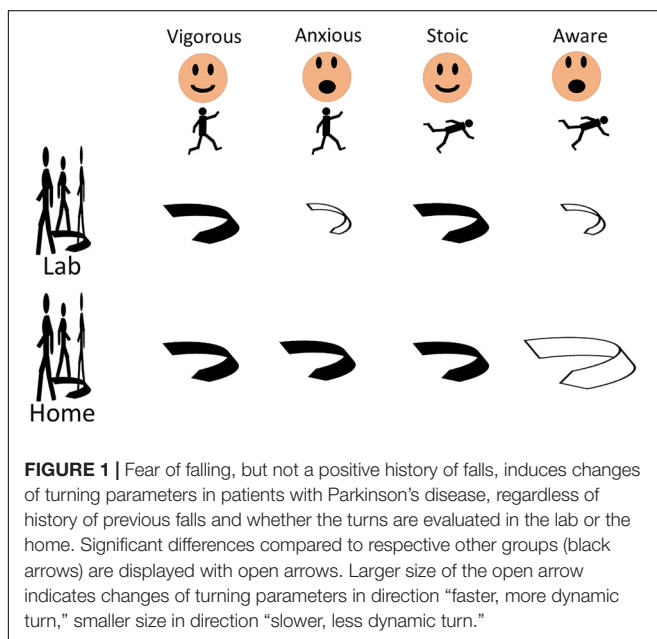 Vigorous Anxious Stoic Aware
Lab
Home
FIGURE 1 | Fear of falling, but not a positive history of falls, induces changes
of turning parameters in patients with Parkinson’s disease, regardless of
history of previous falls and whether the turns are evaluated in the lab or the
home. Significant differences compared to respective other groups (black
arrows) are displayed with open arrows. Larger size of the open arrow
indicates changes of turning parameters in direction “faster, more dynamic
turn,” smaller size in direction “slower, less dynamic turn.”